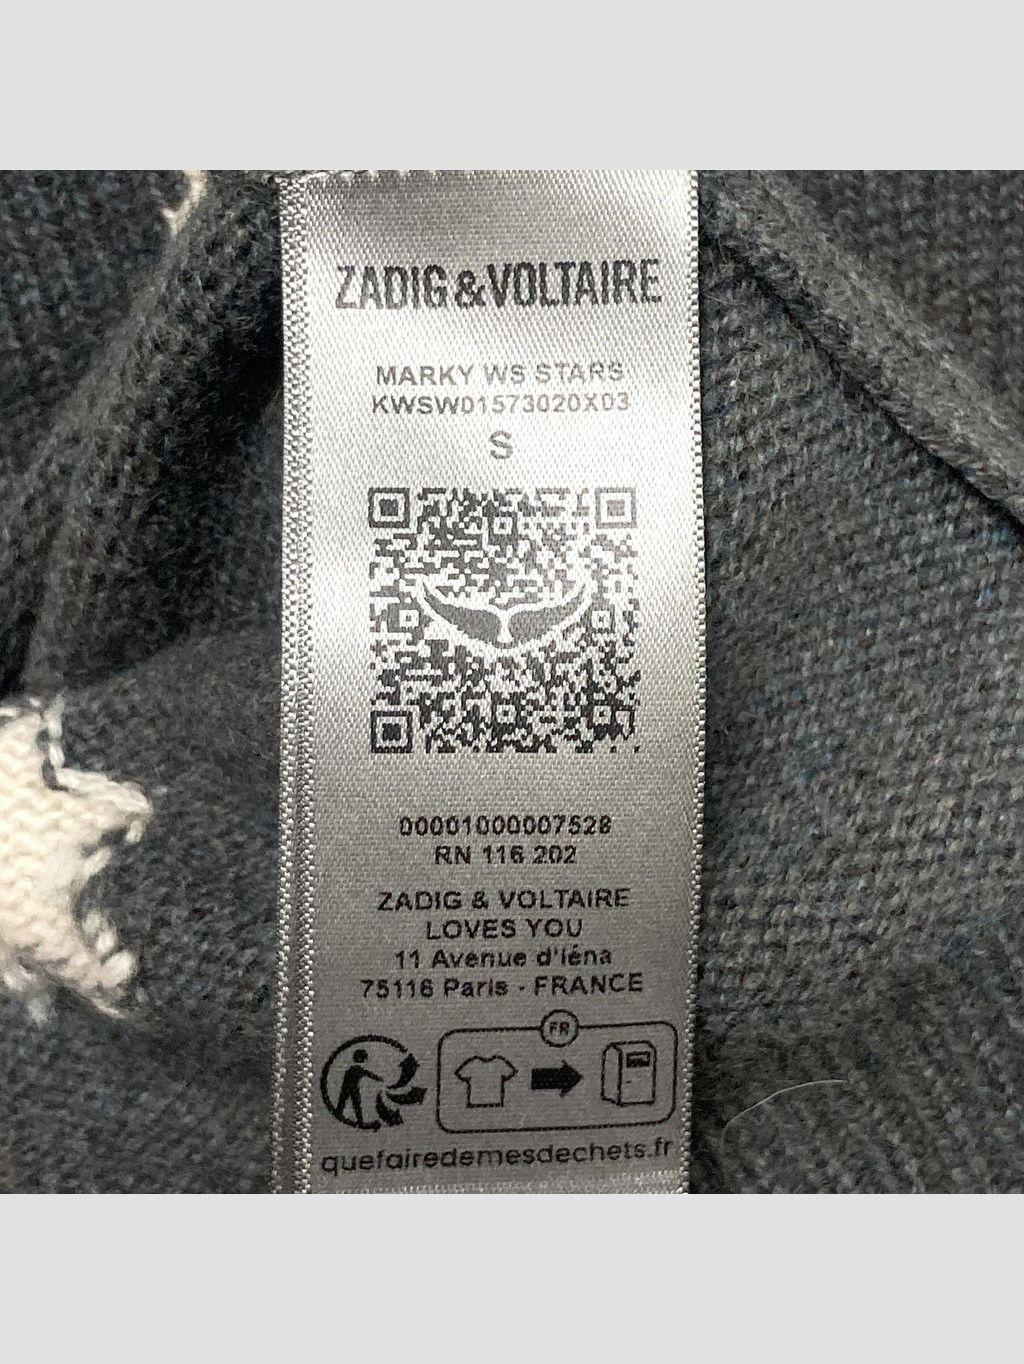 ZADIG&VOLTAIRE
MARKY WS STARS
KWSW01573020X03
S
00001000007528
RN 116 202
ZADIG & VOLTAIRE
LOVES YOU
11 Avenue d'Iéna
75116 Paris - FRANCE
FR
quefairedemesdechets.fr